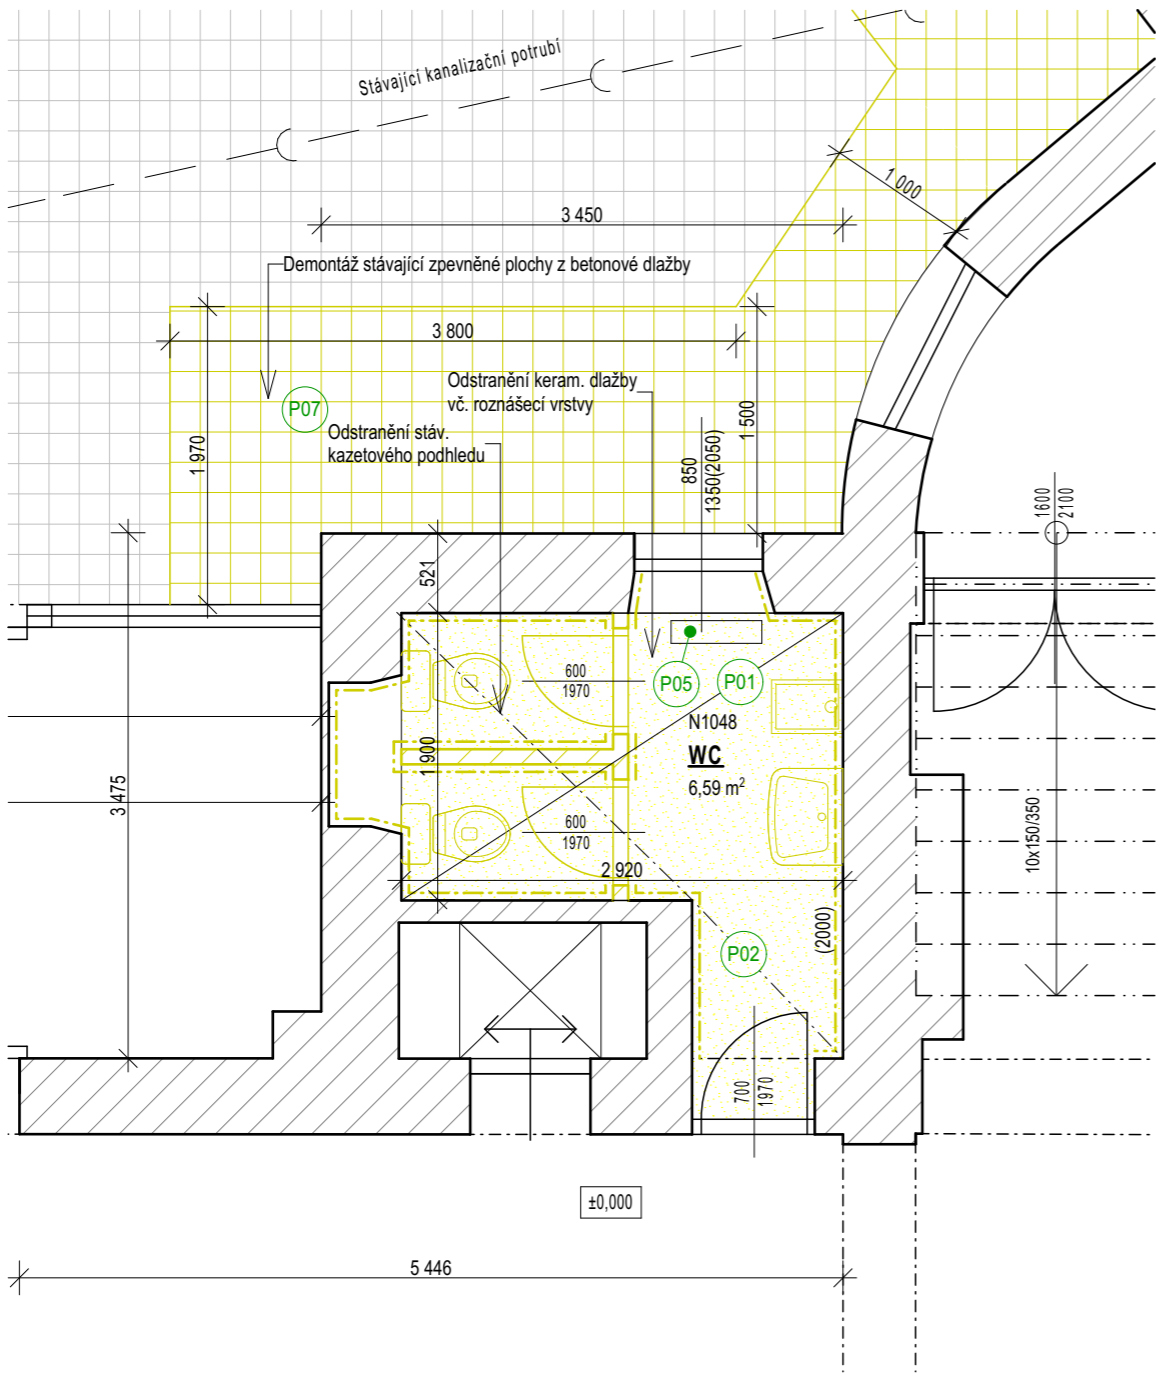 Stávající kanalizační potrubí
1 000
3 450
Demontáž stávající zpevněné plochy z betonové dlažby
3 800
Odstranění keram. dlažby
vč. roznášecí vrstvy
P07
Odstranění stáv.
kazetového podhledu
1 970
850
1350(2050)
1 500
1600
2100
521
600
1970
P05
P01
N1048
WC
6,59 m²
1 900
3 475
600
1970
2 920
10x150/350
(2000)
P02
700
1970
±0,000
5 446